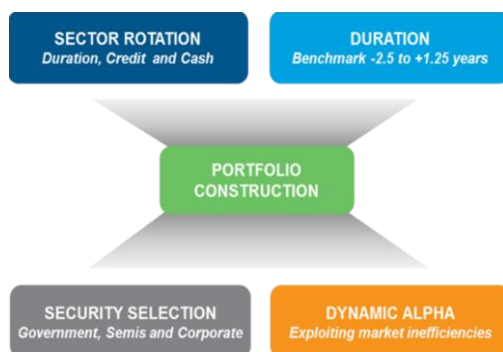 SECTOR ROTATION
Duration, Credit and Cash
DURATION
Benchmark -2.5 to +1.25 years
PORTFOLIO
CONSTRUCTION
SECURITY SELECTION
Government, Semis and Corporate
DYNAMIC ALPHA
Exploiting market inefficiencies